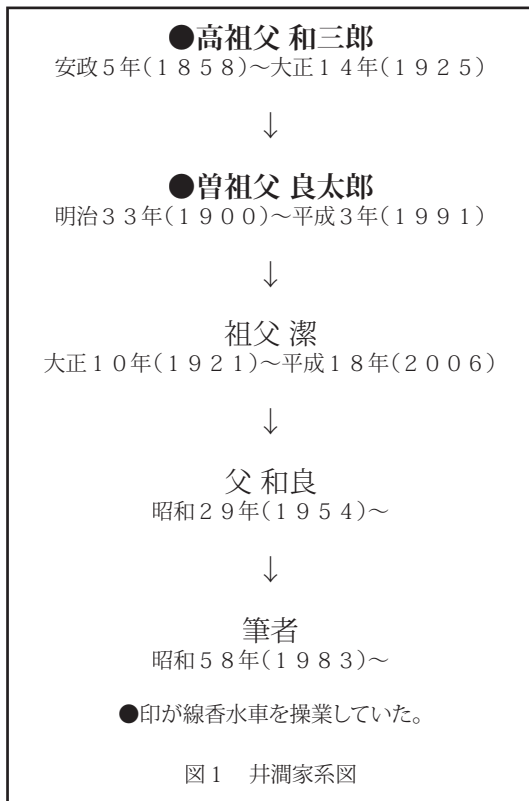 ●高祖父 和三郎
安政5年(1858)～大正14年(1925)
↓
●曽祖父 良太郎
明治33年(1900)～平成3年(1991)
↓
祖父 潔
大正10年(1921)～平成18年(2006)
↓
父 和良
昭和29年(1954)～
↓
筆者
昭和58年(1983)～
●印が線香水車を操業していた。
図1　井澗家系図